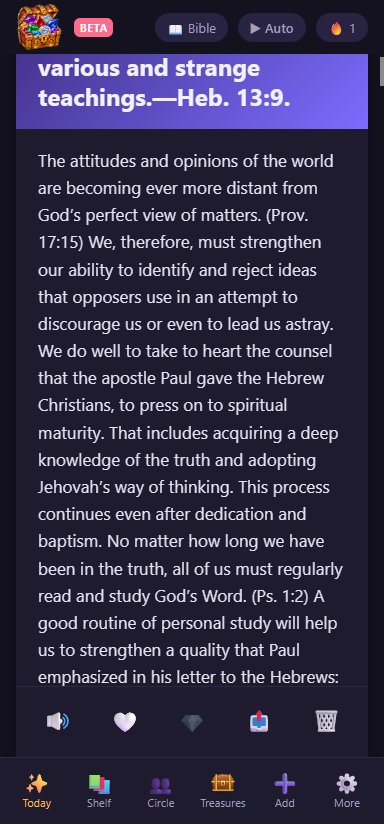 BETA
Bible
Auto
1
various and strange
teachings.—Heb. 13:9.
The attitudes and opinions of the world
are becoming ever more distant from
God’s perfect view of matters. (Prov.
17:15) We, therefore, must strengthen
our ability to identify and reject ideas
that opposers use in an attempt to
discourage us or even to lead us astray.
We do well to take to heart the counsel
that the apostle Paul gave the Hebrew
Christians, to press on to spiritual
maturity. That includes acquiring a deep
knowledge of the truth and adopting
Jehovah’s way of thinking. This process
continues even after dedication and
baptism. No matter how long we have
been in the truth, all of us must regularly
read and study God’s Word. (Ps. 1:2) A
good routine of personal study will help
us to strengthen a quality that Paul
emphasized in his letter to the Hebrews:
Today
Shelf
Circle
Treasures
Add
More